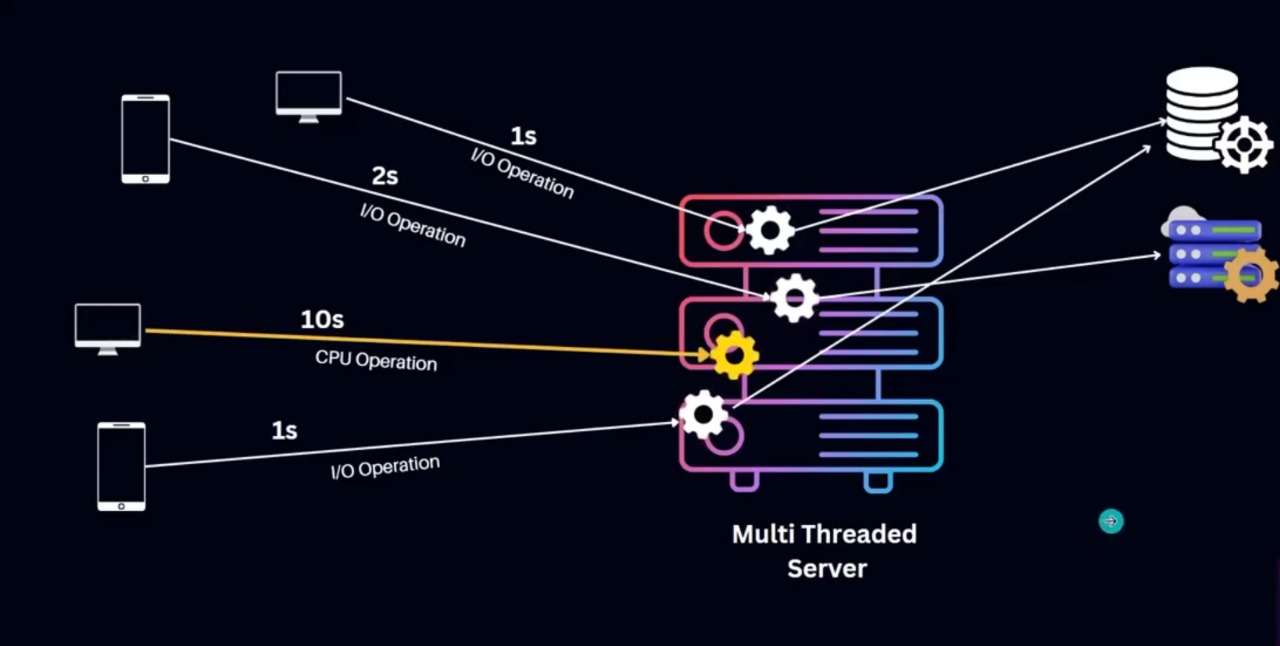 1s
I/O Operation
2s
I/O Operation
10s
CPU Operation
1s
I/O Operation
Multi Threaded
Server